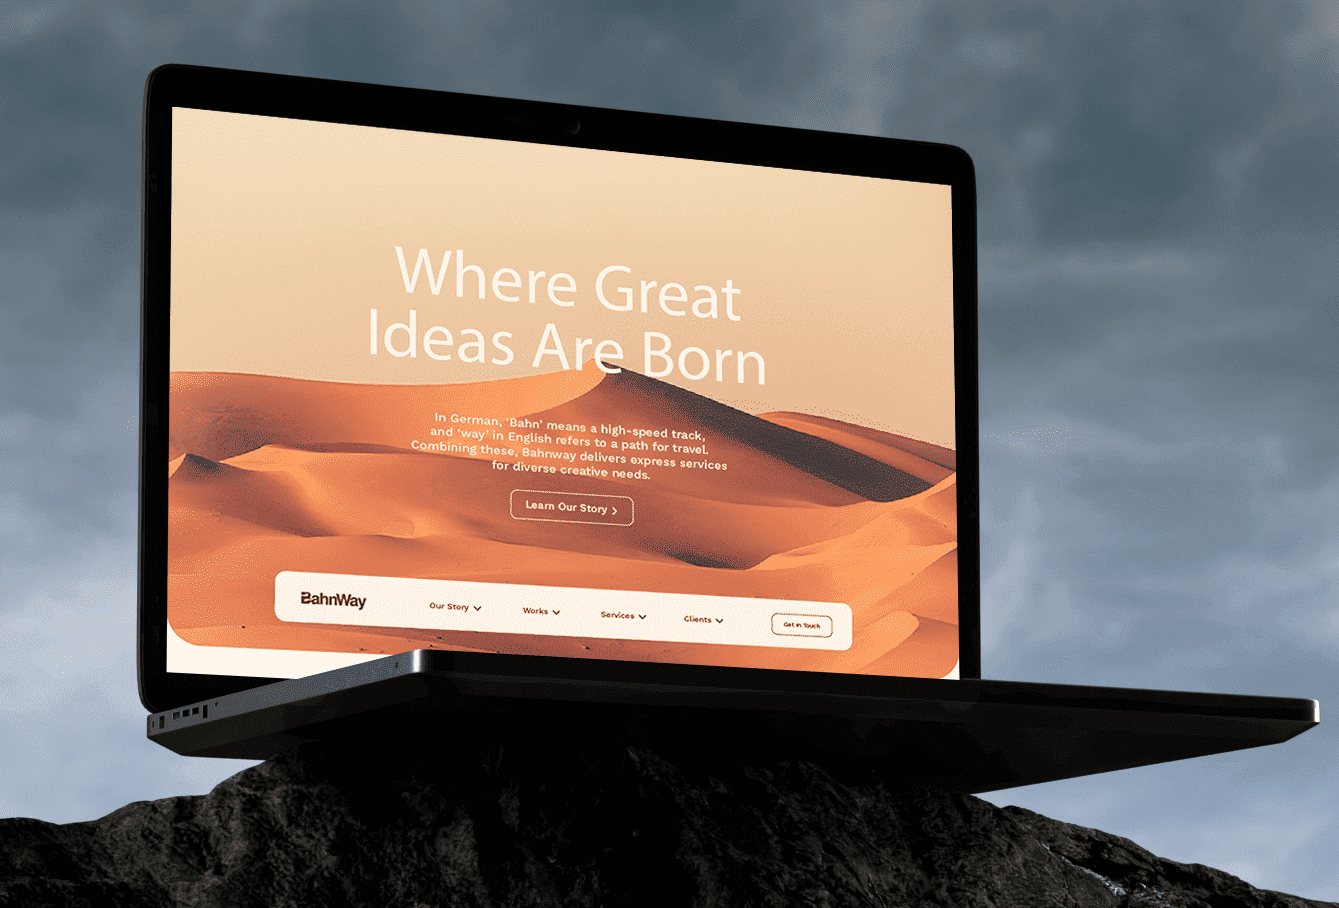 Where Great
Ideas Are Born
In German, ‘Bahn’ means a high-speed track,
and ‘way’ in English refers to a path for travel.
Combining these, Bahnway delivers express services
for diverse creative needs.
Learn Our Story
BahnWay
Our Story
Works
Services
Clients
Get in Touch